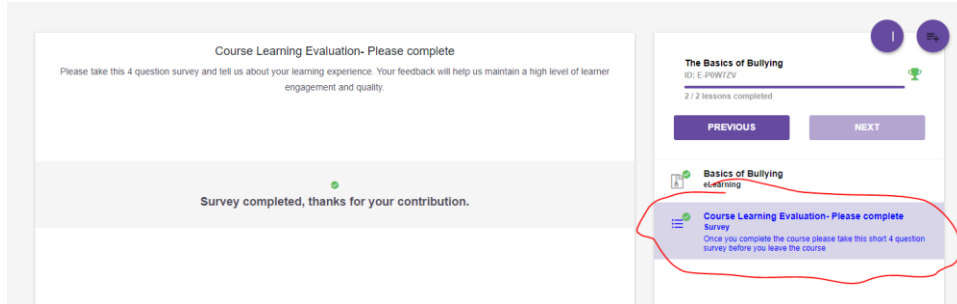 Course Learning Evaluation- Please complete
Please take this 4 question survey and tell us about your learning experience. Your feedback will help us maintain a high level of learner
engagement and quality.
Survey completed, thanks for your contribution.
The Basics of Bullying
ID: E-P0W7ZV
2 / 2 lessons completed
PREVIOUS
NEXT
Basics of Bullying
eLearning
Course Learning Evaluation- Please complete
Survey
Once you complete the course please take this short 4 question
survey before you leave the course